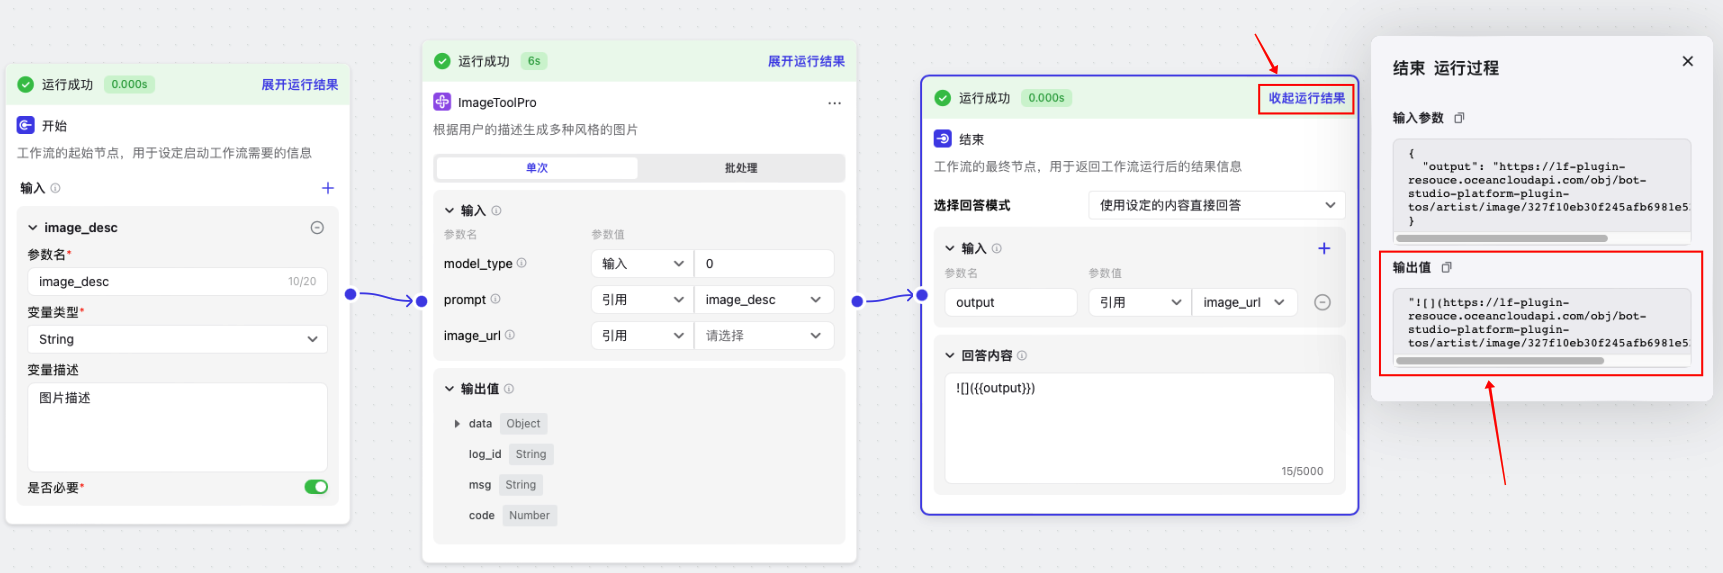 运行成功 0.000s 展开运行结果
开始
工作流的起始节点，用于设定启动工作流需要的信息
输入
image_desc
参数名*
image_desc 10/20
变量类型*
String
变量描述
图片描述
是否必要*
运行成功 6s 展开运行结果
ImageToolPro ...
根据用户的描述生成多种风格的图片
单次 批处理
输入
参数名 参数值
model_type 输入 0
prompt 引用 image_desc
image_url 引用 请选择
输出值
data Object
log_id String
msg String
code Number
运行成功 0.000s 收起运行结果
结束
工作流的最终节点，用于返回工作流运行后的结果信息
选择回答模式 使用设定的内容直接回答
输入
参数名 参数值
output 引用 image_url
回答内容
![]({{output}})
15/5000
结束 运行过程
输入参数
{
"output": "https://lf-plugin-
resouce.oceancloudapi.com/obj/bot-
studio-platform-plugin-
tos/artist/image/327f10eb30f245afb6981e5
}
输出值
"![](https://lf-plugin-
resouce.oceancloudapi.com/obj/bot-
studio-platform-plugin-
tos/artist/image/327f10eb30f245afb6981e5